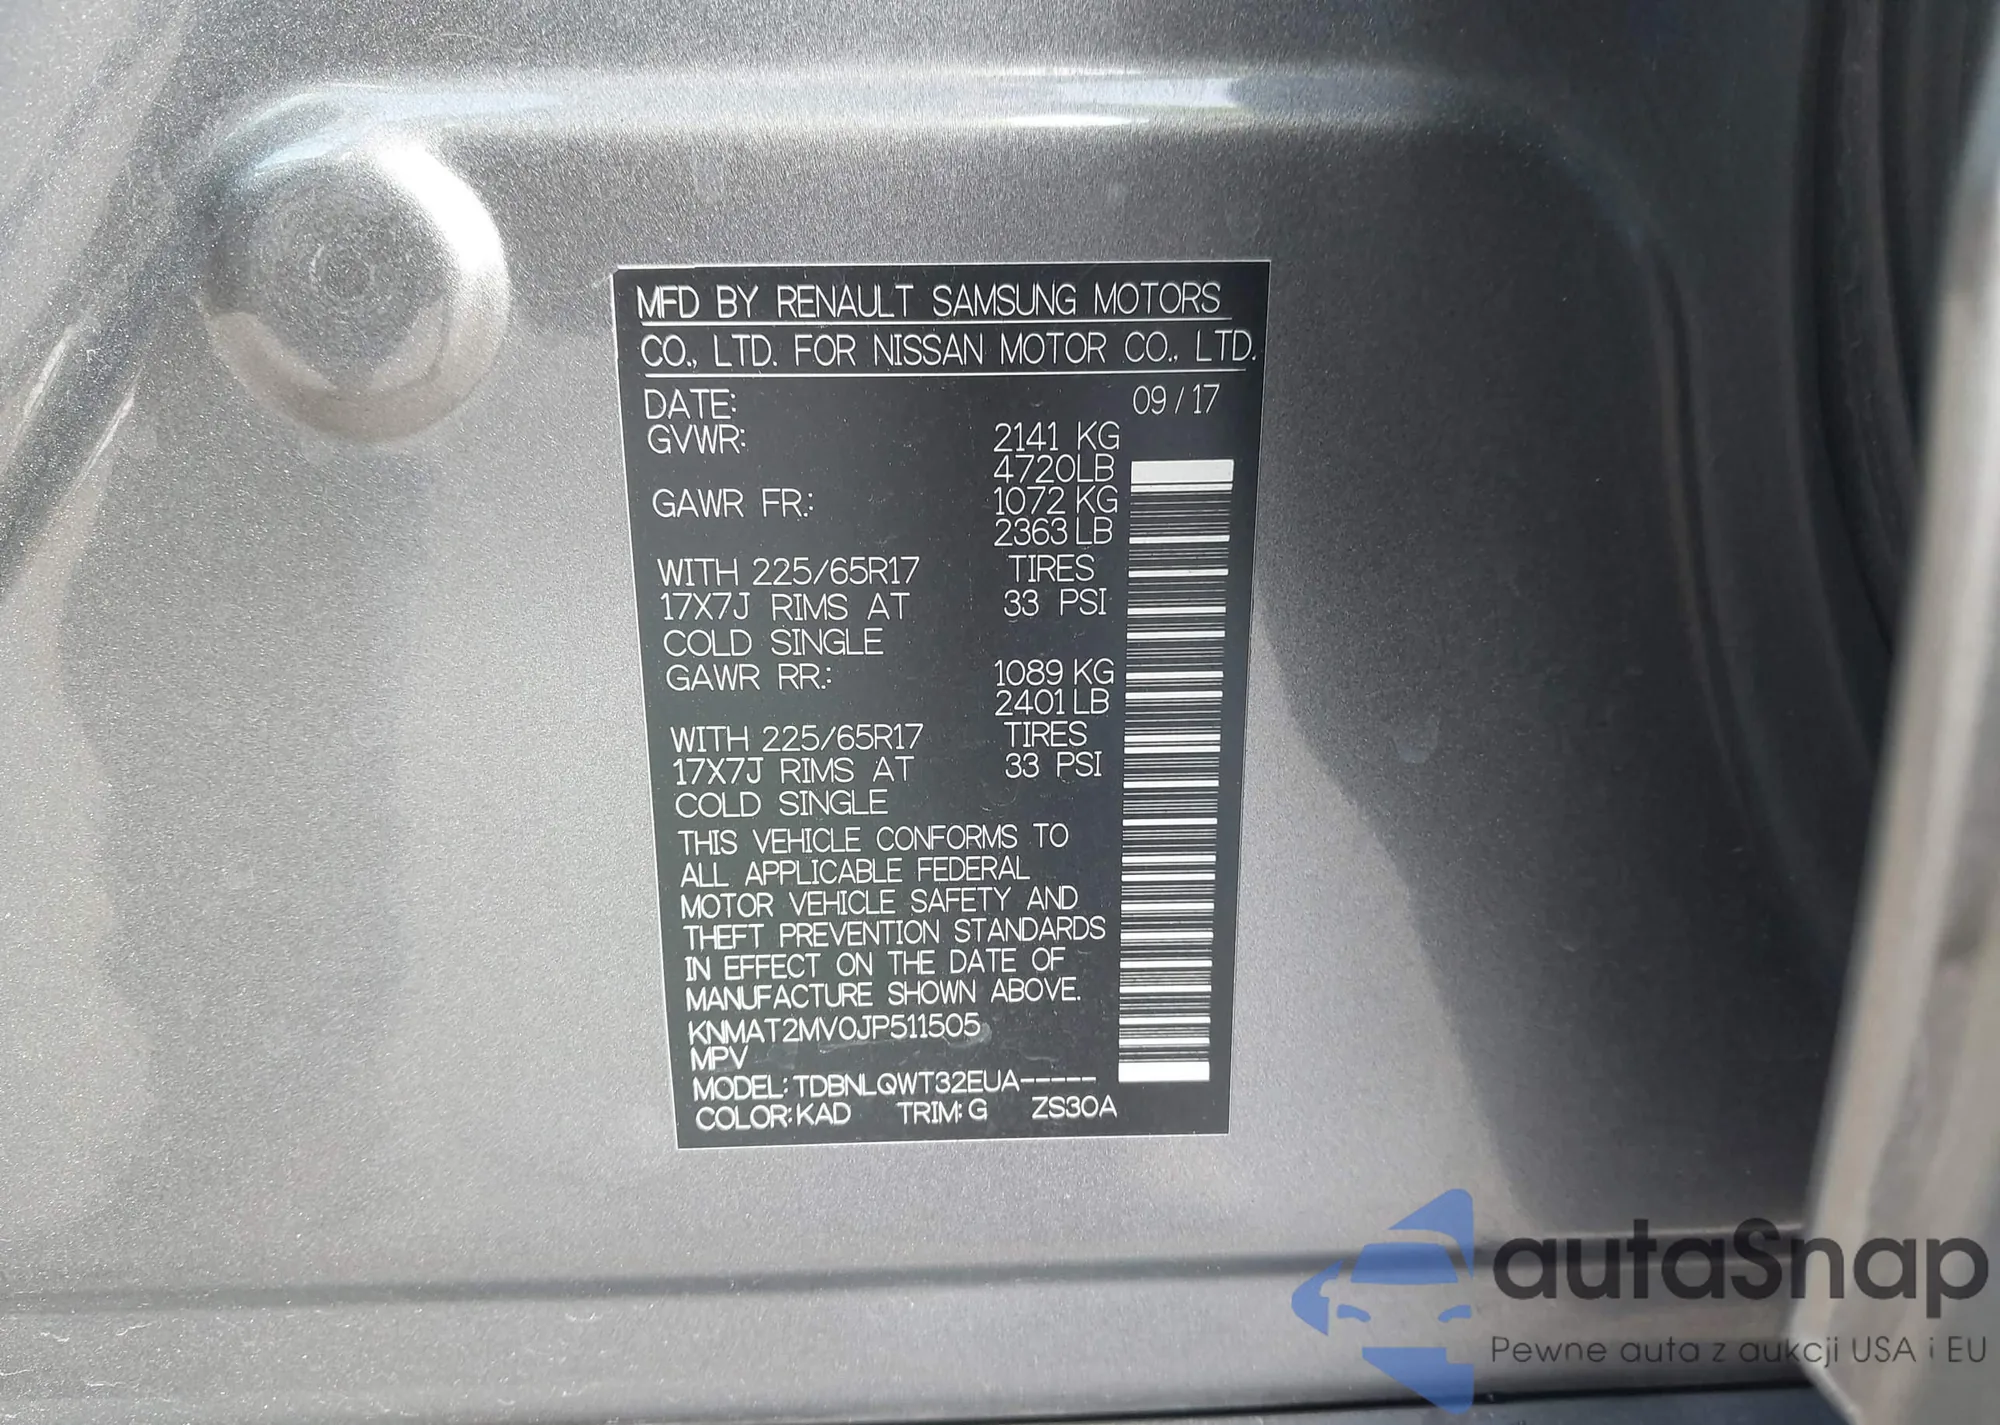 MFD BY RENAULT SAMSUNG MOTORS
CO., LTD. FOR NISSAN MOTOR CO., LTD.
DATE: 09/17
GVWR: 2141 KG
4720LB
GAWR FR.: 1072 KG
2363 LB
WITH 225/65R17 TIRES
17X7J RIMS AT 33 PSI
COLD SINGLE
GAWR RR.: 1089 KG
2401 LB
WITH 225/65R17 TIRES
17X7J RIMS AT 33 PSI
COLD SINGLE
THIS VEHICLE CONFORMS TO
ALL APPLICABLE FEDERAL
MOTOR VEHICLE SAFETY AND
THEFT PREVENTION STANDARDS
IN EFFECT ON THE DATE OF
MANUFACTURE SHOWN ABOVE.
KNMAT2MV0JP511505
MPV
MODEL: TDBNLQWT32EUA-----
COLOR: KAD TRIM: G ZS30A
autaSnap
Pewne auta z aukcji USA i EU